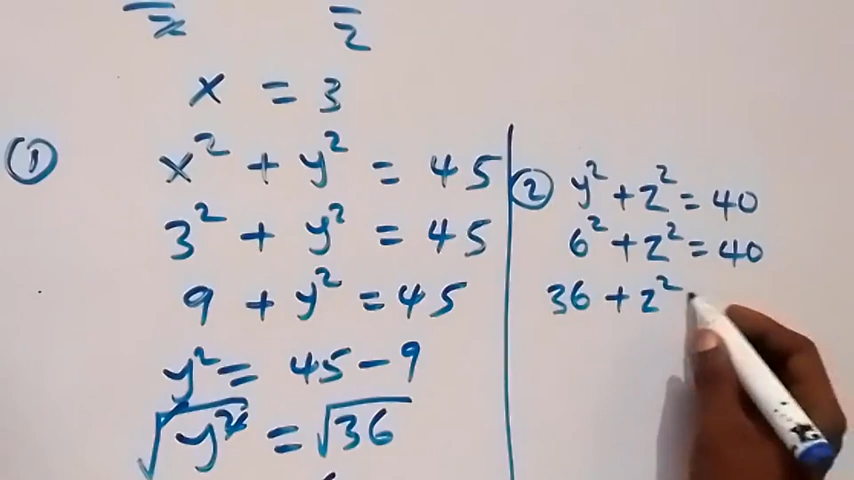 x = 3
① x² + y² = 45
3² + y² = 45
9 + y² = 45
y² = 45 - 9
√y² = √36
② y² + z² = 40
6² + z² = 40
36 + z²